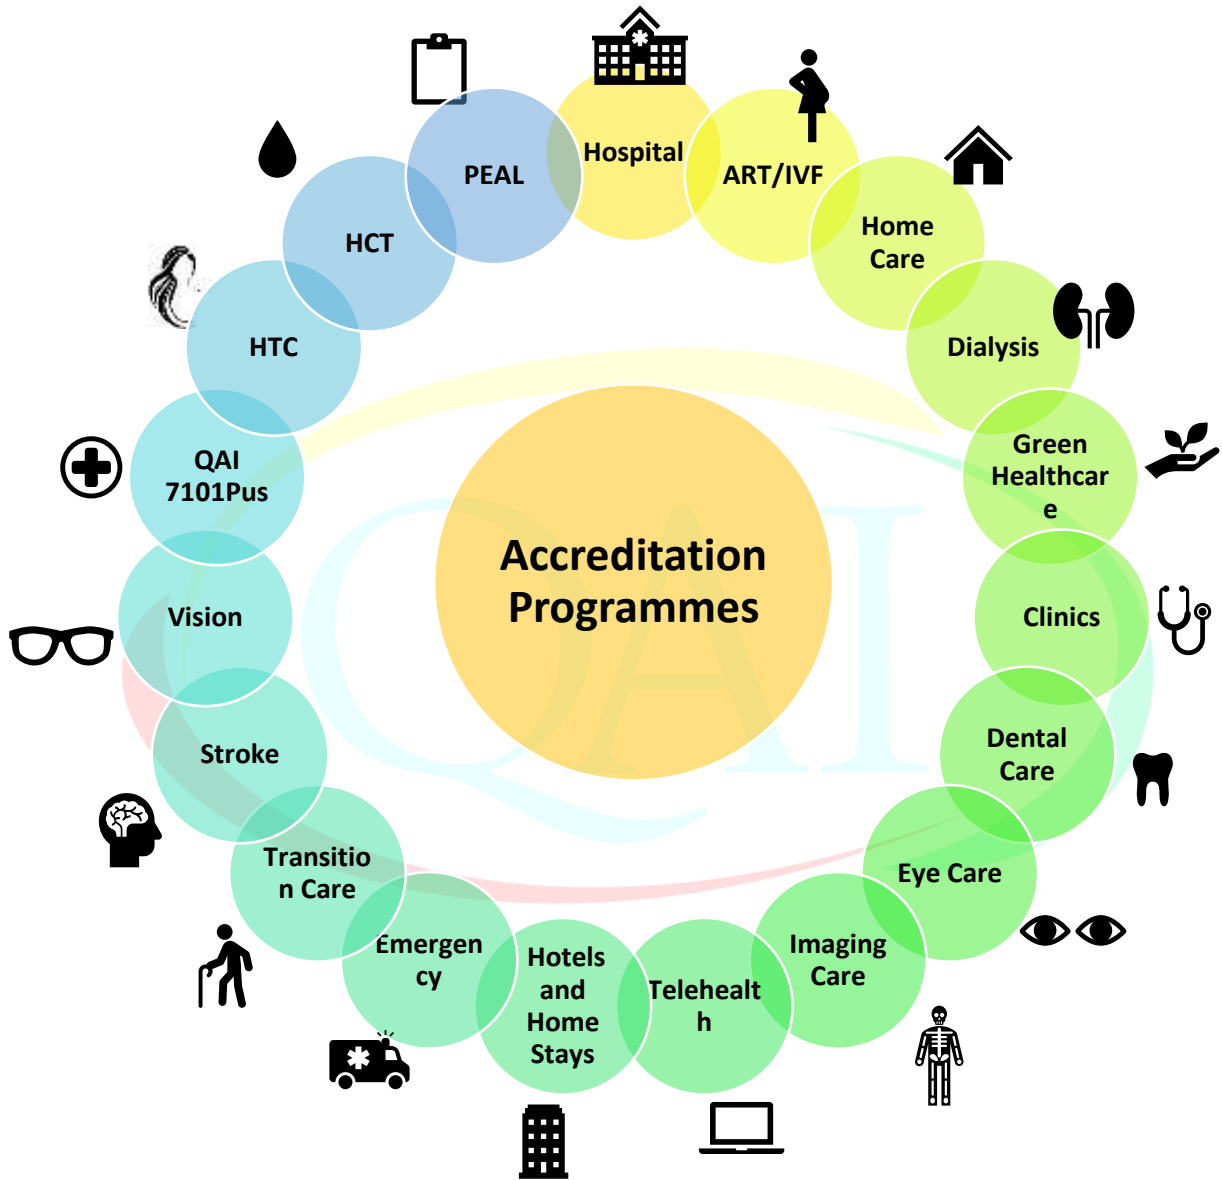 Hospital
ART/IVF
Home
Care
Dialysis
Green
Healthcar
e
Clinics
Dental
Care
Eye Care
Imaging
Care
Telehealt
h
Hotels
and
Home
Stays
Emergen
cy
Transitio
n Care
Stroke
Vision
QAI
7101Pus
HTC
HCT
PEAL
Accreditation
Programmes
QAI